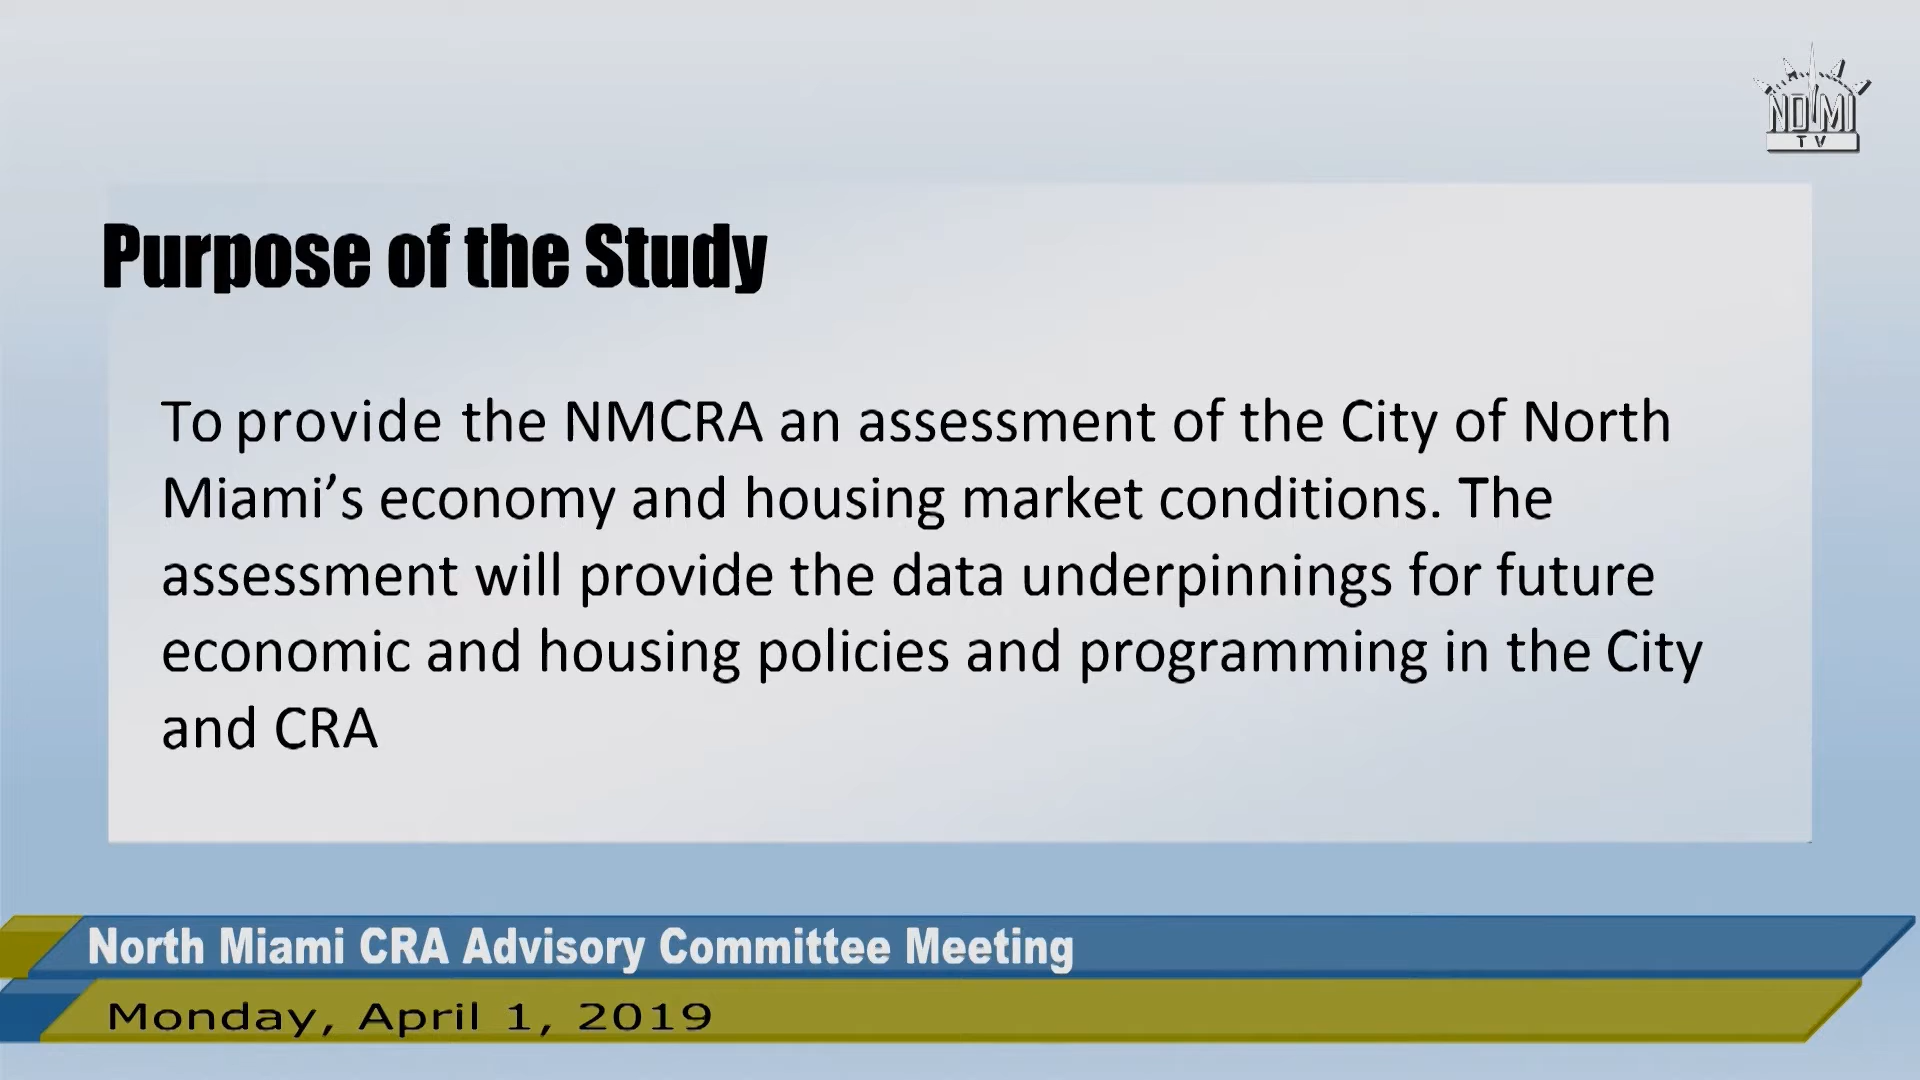 NOMI
TV
Purpose of the Study
To provide the NMCRA an assessment of the City of North
Miami’s economy and housing market conditions. The
assessment will provide the data underpinnings for future
economic and housing policies and programming in the City
and CRA
North Miami CRA Advisory Committee Meeting
Monday, April 1, 2019